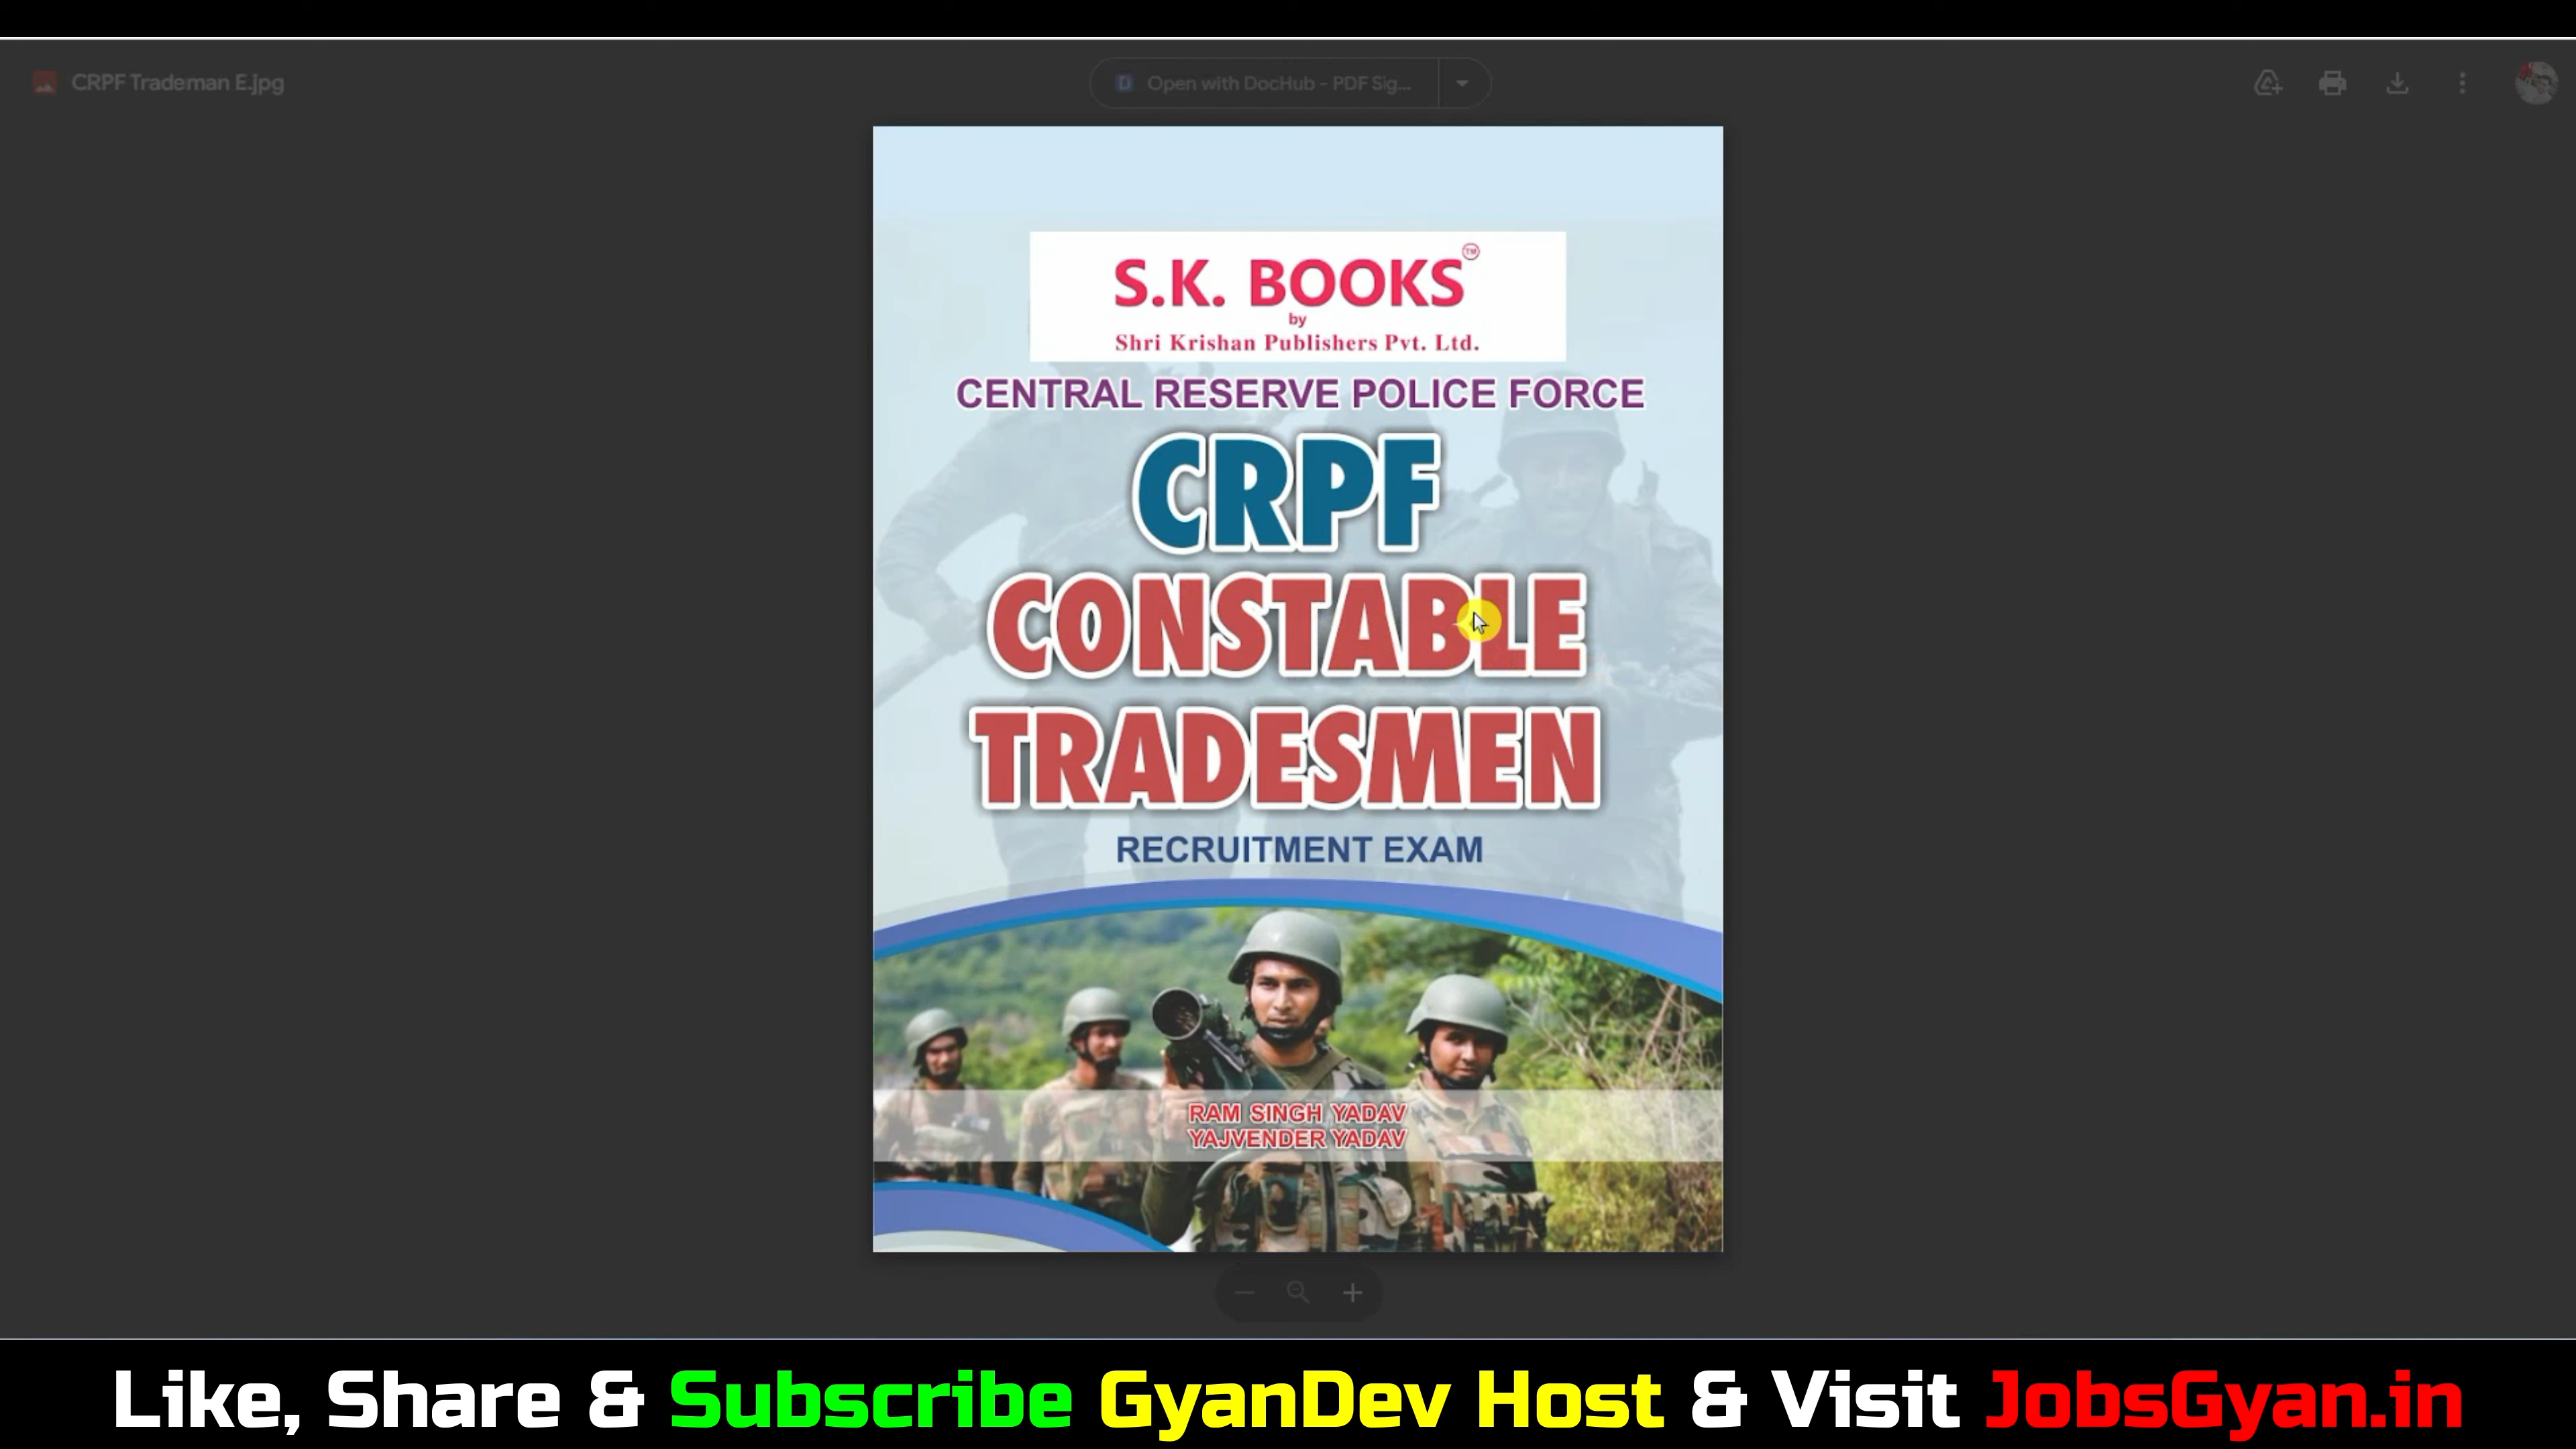 CRPF Trademan E.jpg
Open with DocHub - PDF Sig...
S.K. BOOKS™
by
Shri Krishan Publishers Pvt. Ltd.
CENTRAL RESERVE POLICE FORCE
CRPF
CONSTABLE
TRADESMEN
RECRUITMENT EXAM
RAM SINGH YADAV
YAJVENDER YADAV
Like, Share & Subscribe GyanDev Host & Visit JobsGyan.in